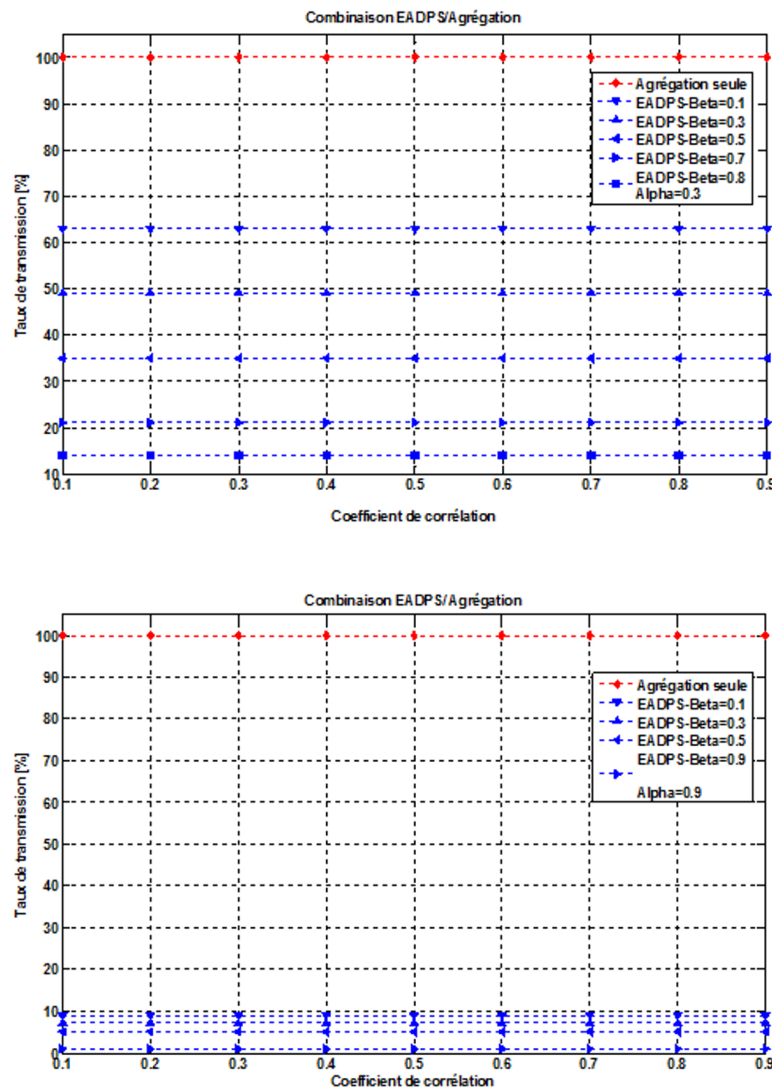 Combinaison EADPS/Agrégation
100
90
80
70
60
50
40
30
20
10
Taux de transmission [%]
Agrégation seule
EADPS-Beta=0.1
EADPS-Beta=0.3
EADPS-Beta=0.5
EADPS-Beta=0.7
EADPS-Beta=0.8
Alpha=0.3
0.1 0.2 0.3 0.4 0.5 0.6 0.7 0.8 0.9
Coefficient de corrélation
Combinaison EADPS/Agrégation
100
90
80
70
60
50
40
30
20
10
0
Taux de transmission [%]
Agrégation seule
EADPS-Beta=0.1
EADPS-Beta=0.3
EADPS-Beta=0.5
EADPS-Beta=0.9
Alpha=0.9
0.1 0.2 0.3 0.4 0.5 0.6 0.7 0.8 0.9
Coefficient de corrélation